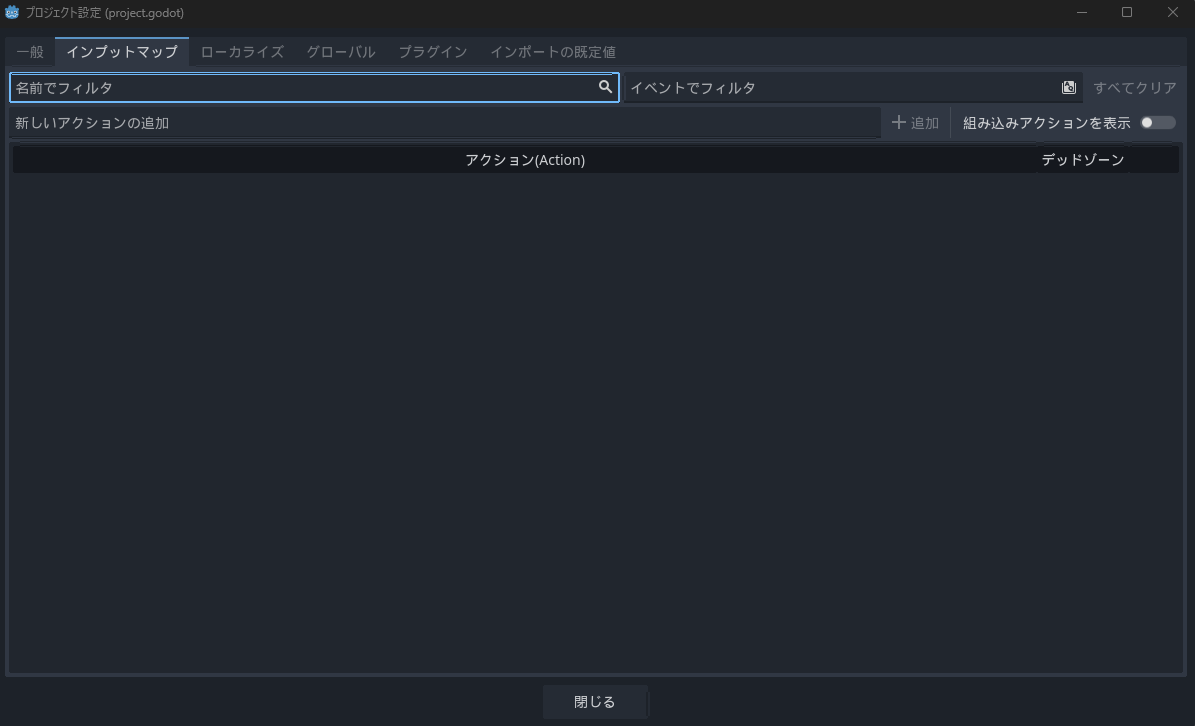 プロジェクト設定 (project.godot)
一般 インプットマップ ローカライズ グローバル プラグイン インポートの既定値
名前でフィルタ イベントでフィルタ すべてクリア
新しいアクションの追加 追加 組み込みアクションを表示
アクション(Action) デッドゾーン
閉じる